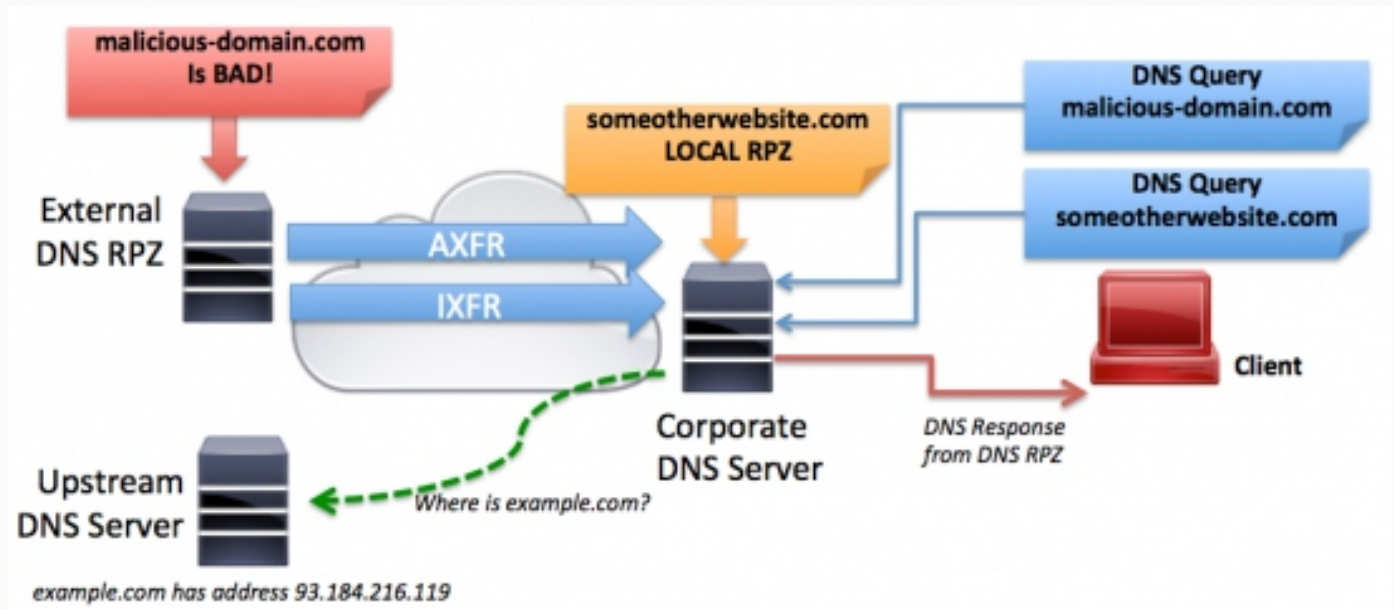 malicious-domain.com
Is BAD!
someotherwebsite.com
LOCAL RPZ
DNS Query
malicious-domain.com
DNS Query
someotherwebsite.com
External
DNS RPZ
AXFR
IXFR
Client
Corporate
DNS Server
DNS Response
from DNS RPZ
Upstream
DNS Server
Where is example.com?
example.com has address 93.184.216.119